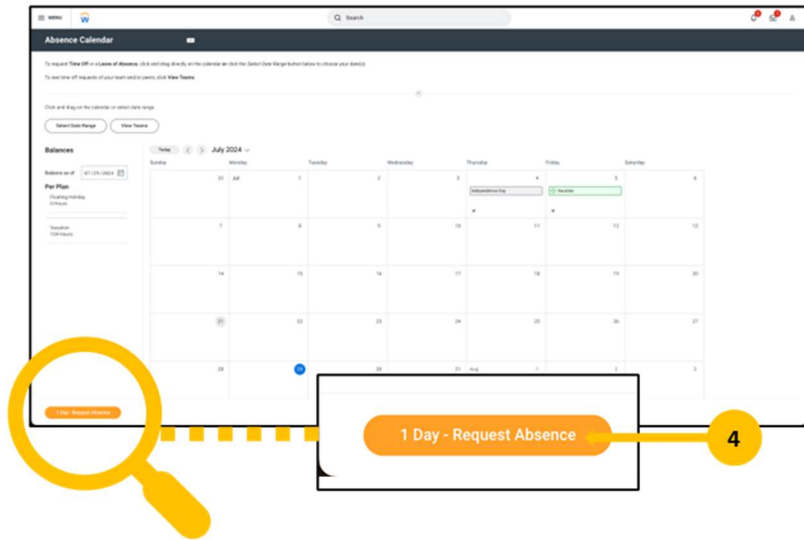 MENU
Search
Absence Calendar
To request Time Off or a Leave of Absence, click and drag directly on the calendar or click the Select Date Range button below to choose your date(s).
To see time off requests of your team and/or peers, click View Teams.
Click and drag on the calendar or select date range
Select Date Range View Teams
Balances
Today July 2024
Sunday Monday Tuesday Wednesday Thursday Friday Saturday
Balance as of 07/29/2024
Per Plan
Floating Holiday
0 Hours
Vacation
30 Jul 1 2 3 4 5 6
Independence Day Vacation
7 8 9 10 11 12 13
14 15 16 17 18 19 20
21 22 23 24 25 26 27
28 29 30 31 Aug 1 2 3
1 Day - Request Absence
1 Day - Request Absence
4